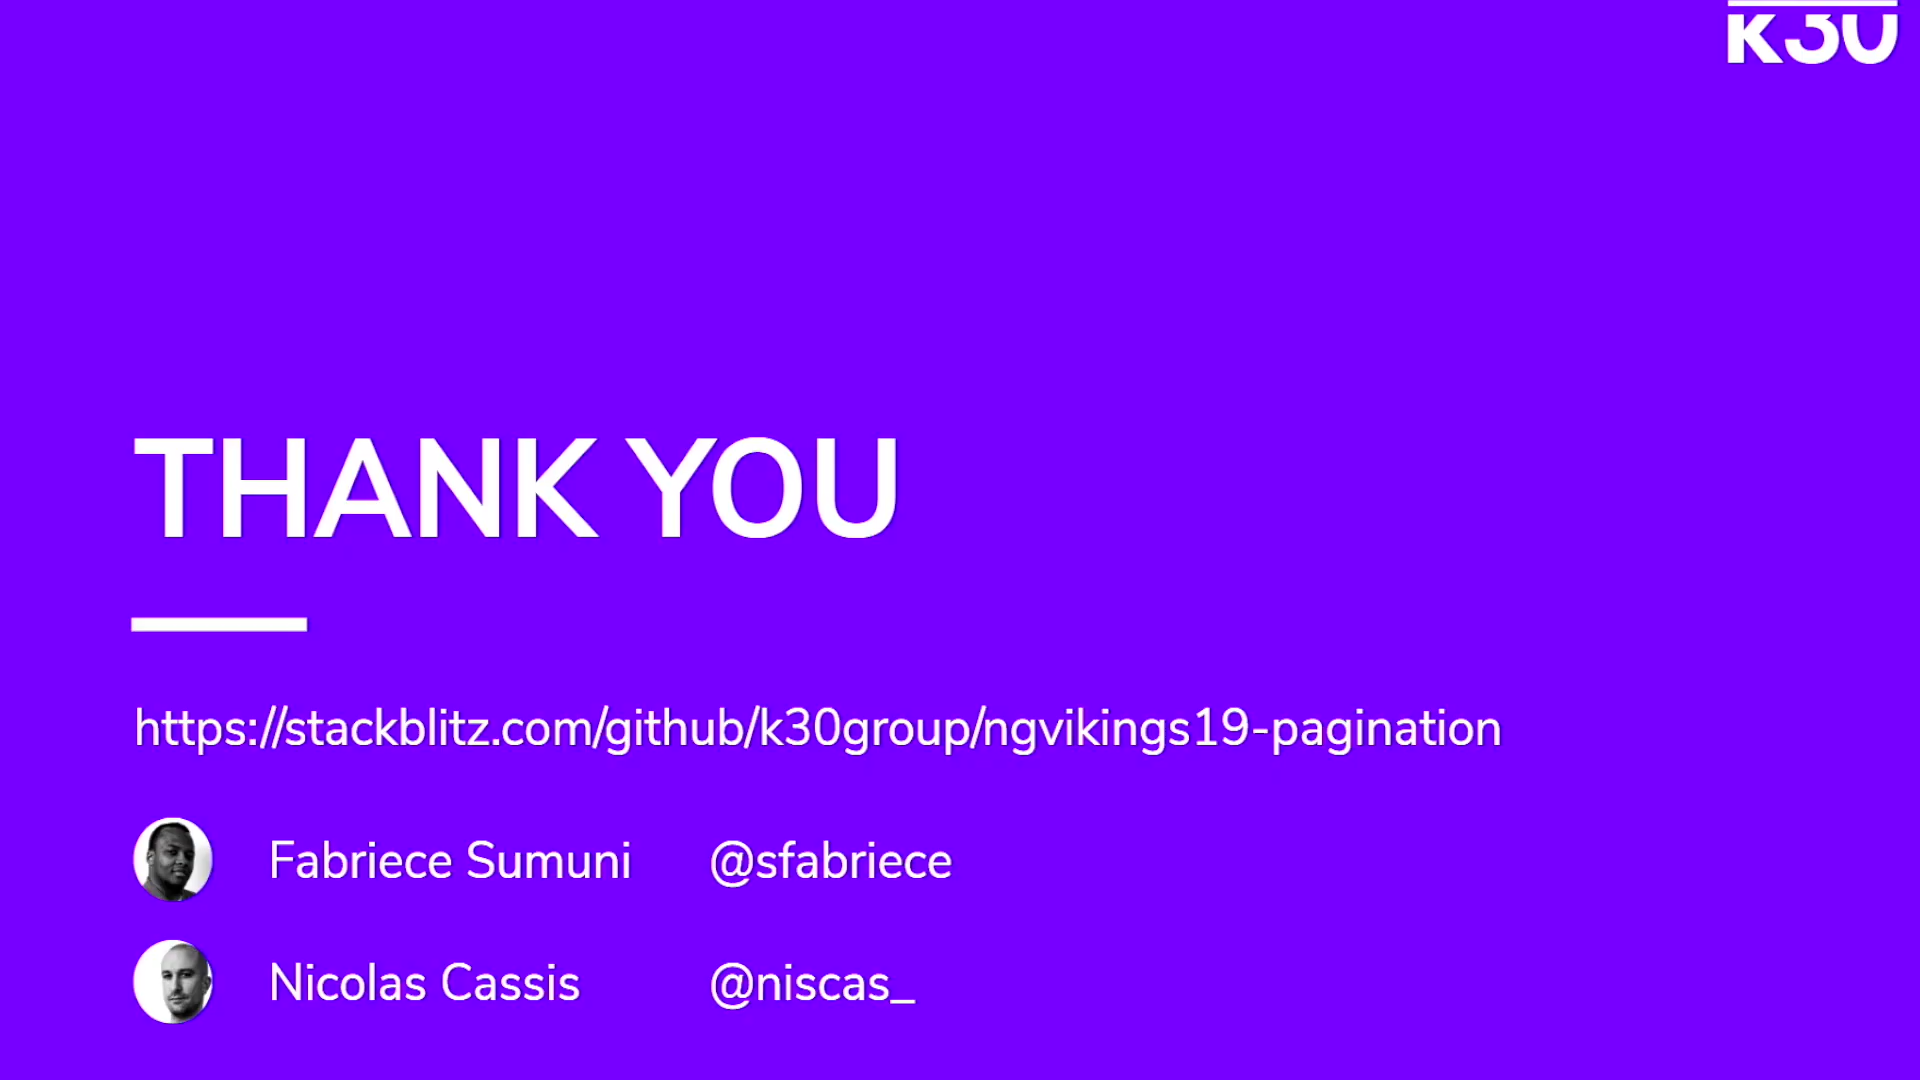 K30
THANK YOU
https://stackblitz.com/github/k30group/ngvikings19-pagination
Fabriece Sumuni @sfabriece
Nicolas Cassis @niscas_